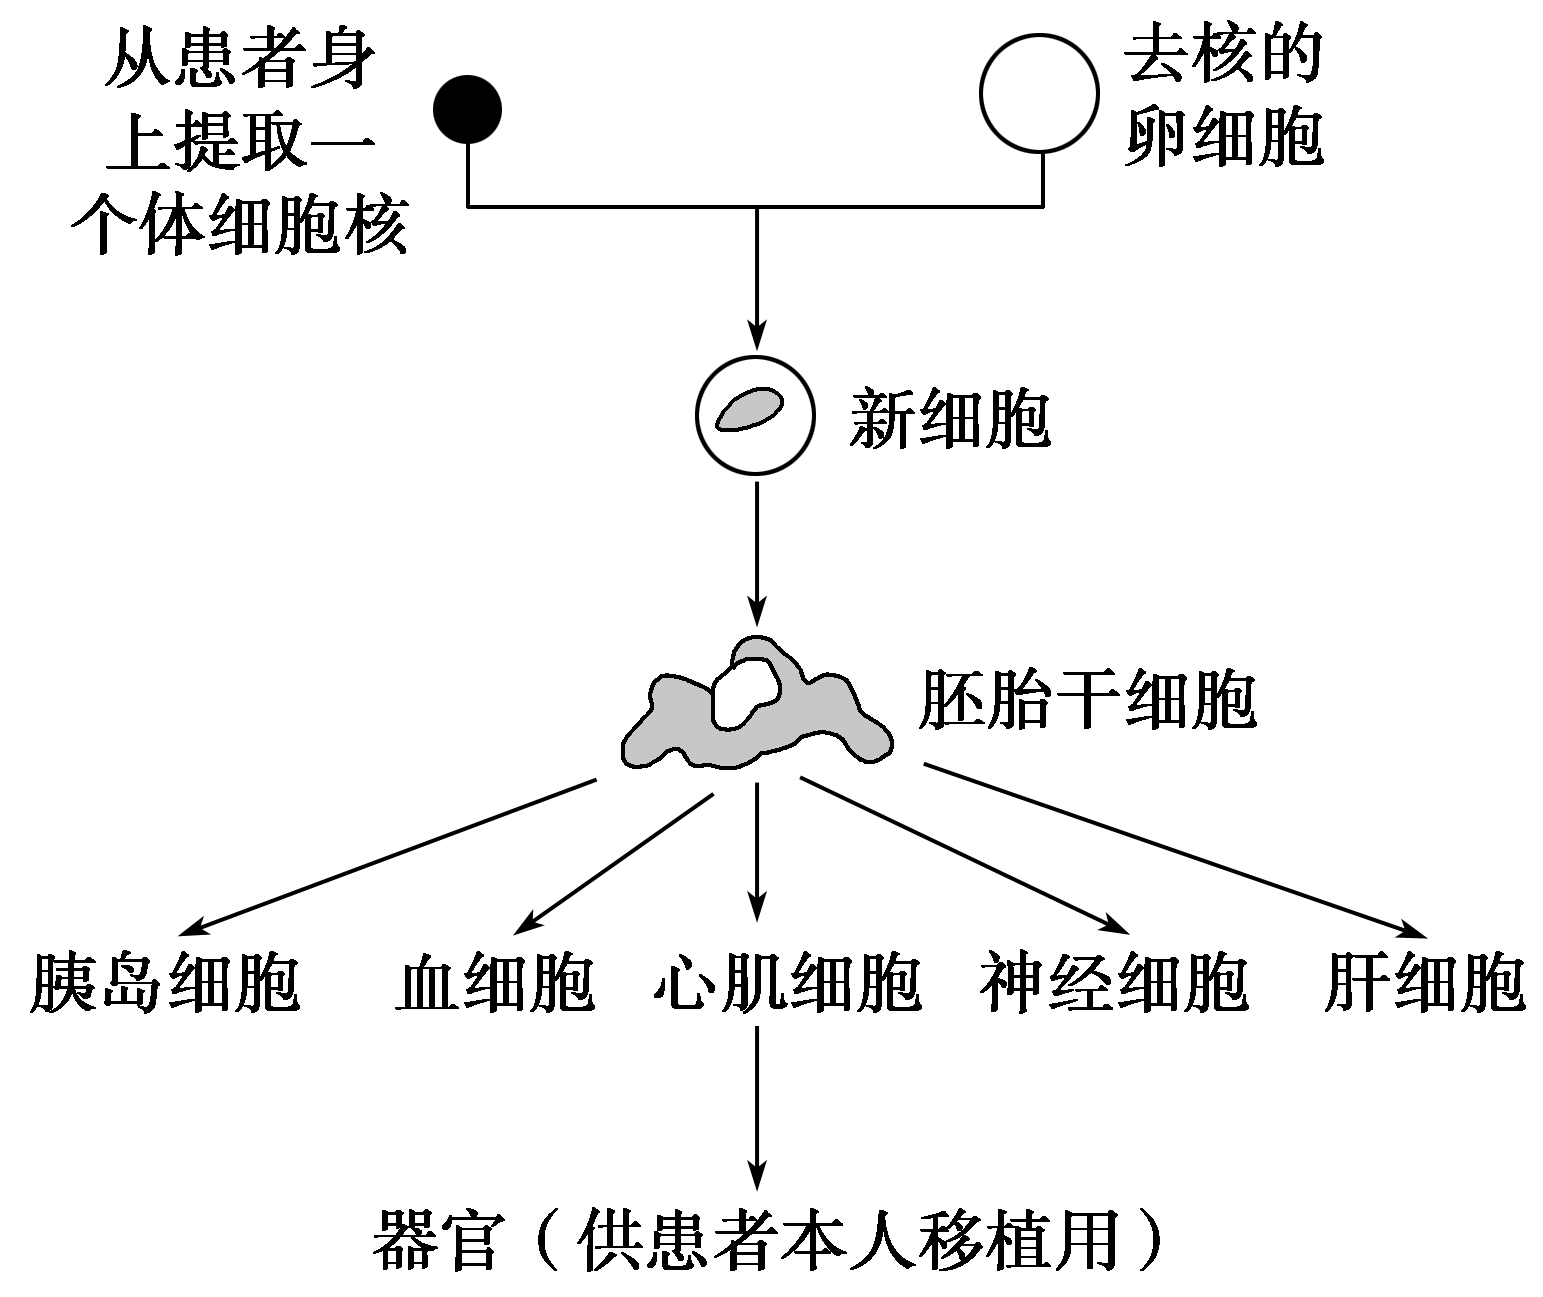 从患者身
上提取一
个体细胞核
去核的
卵细胞
新细胞
胚胎干细胞
胰岛细胞 血细胞 心肌细胞 神经细胞 肝细胞
器官（供患者本人移植用）